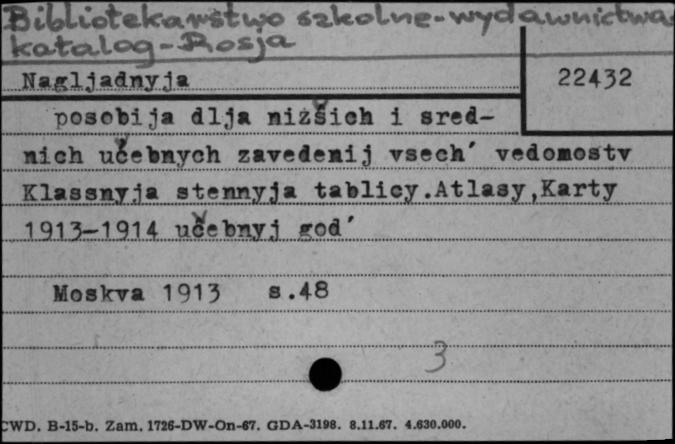 Bibliotekarstwo szkolne-wydawnictwa
katalog-Rosja
Nagljadnyja
22432
posobija dlja nizšich i sred-
nich učebnych zavedenij vsech′ vedomostv
Klassnyja stennyja tablicy.Atlasy,Karty
1913-1914 učebnyj god′
Moskva 1913 s.48
3
CWD. B-15-b. Zam. 1726-DW-On-67. GDA-3198. 8.11.67. 4.630.000.